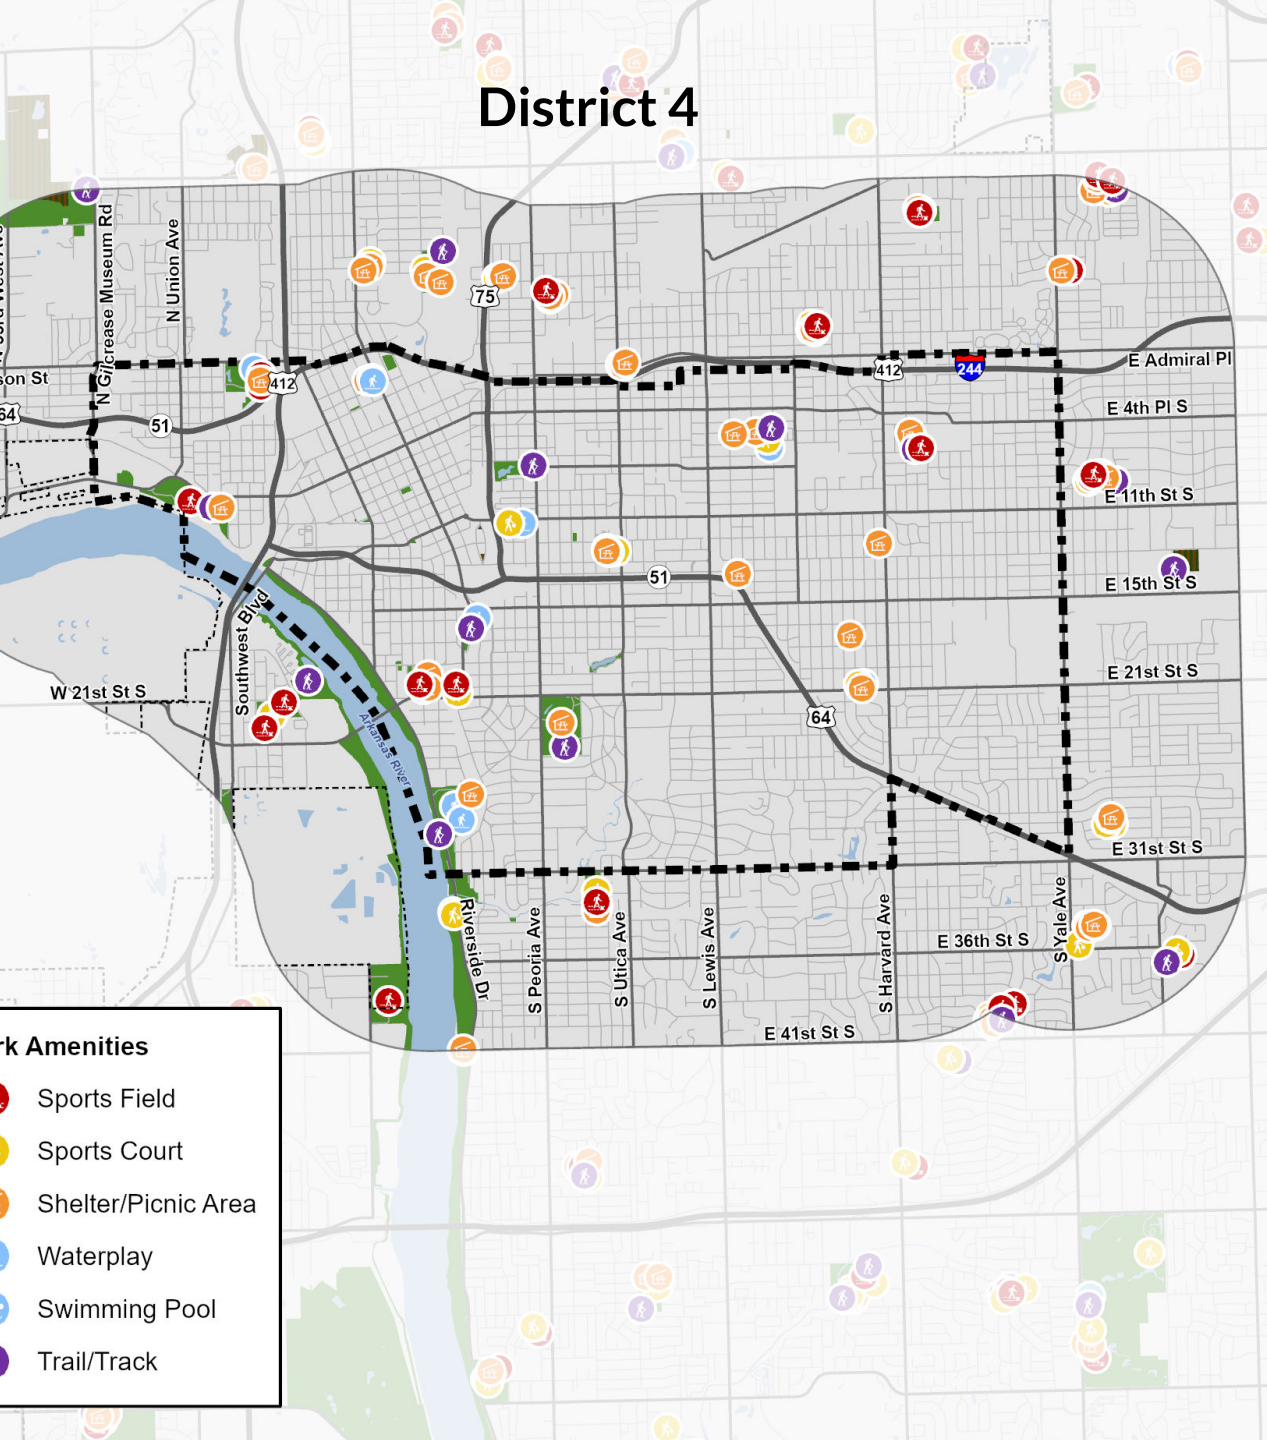 District 4
N Gilcrease Museum Rd
N Union Ave
75
E Admiral Pl
son St
412
412
244
64
51
E 4th Pl S
E 11th St S
51
E 15th St S
Southwest Blvd
W 21st St S
E 21st St S
64
Arkansas River
E 31st St S
Riverside Dr
S Peoria Ave
S Utica Ave
S Lewis Ave
S Harvard Ave
S Yale Ave
E 36th St S
E 41st St S
rk Amenities
Sports Field
Sports Court
Shelter/Picnic Area
Waterplay
Swimming Pool
Trail/Track